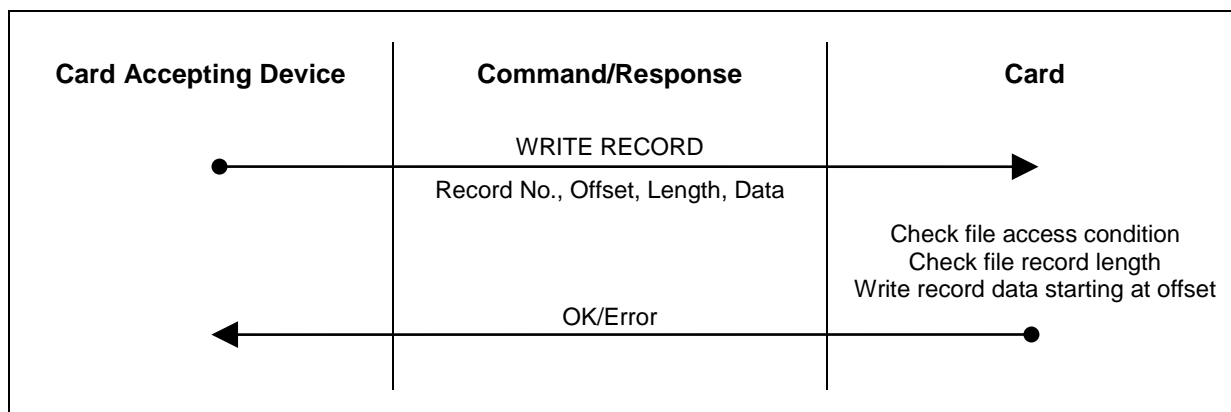 Card Accepting Device
Command/Response
Card
WRITE RECORD
Record No., Offset, Length, Data
Check file access condition
Check file record length
Write record data starting at offset
OK/Error